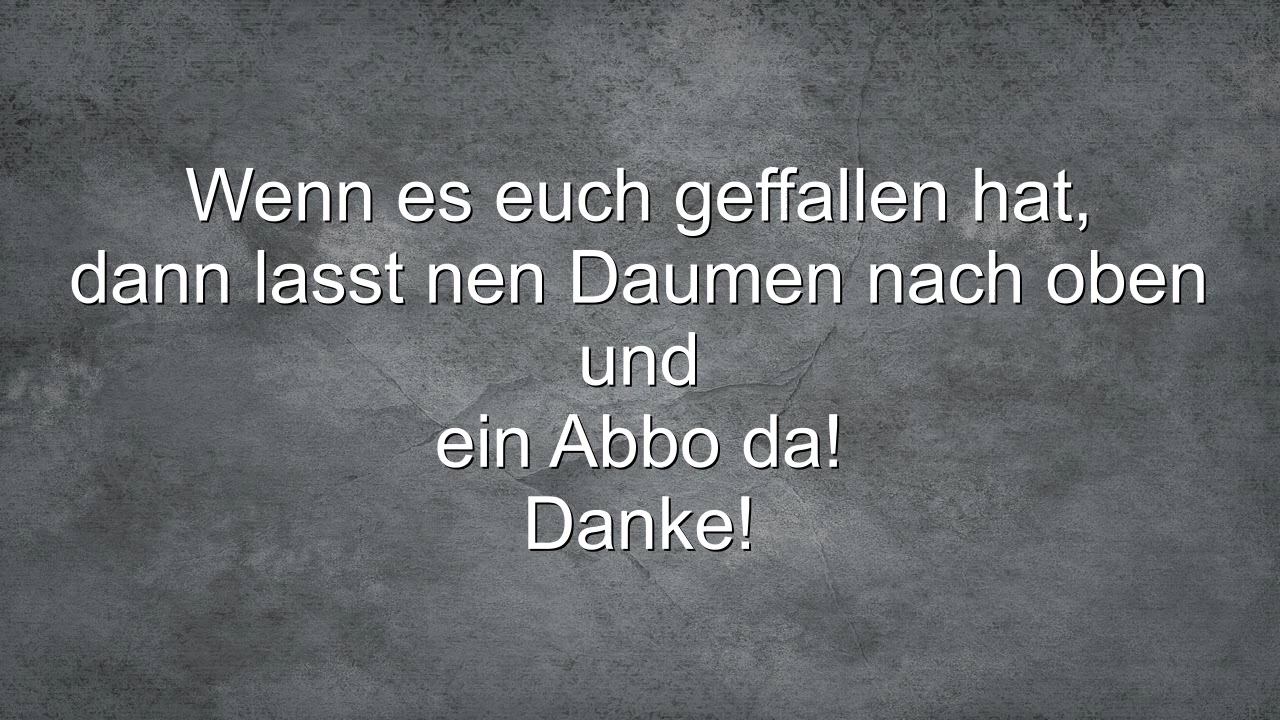 Wenn es euch geffallen hat,
dann lasst nen Daumen nach oben
und
ein Abbo da!
Danke!